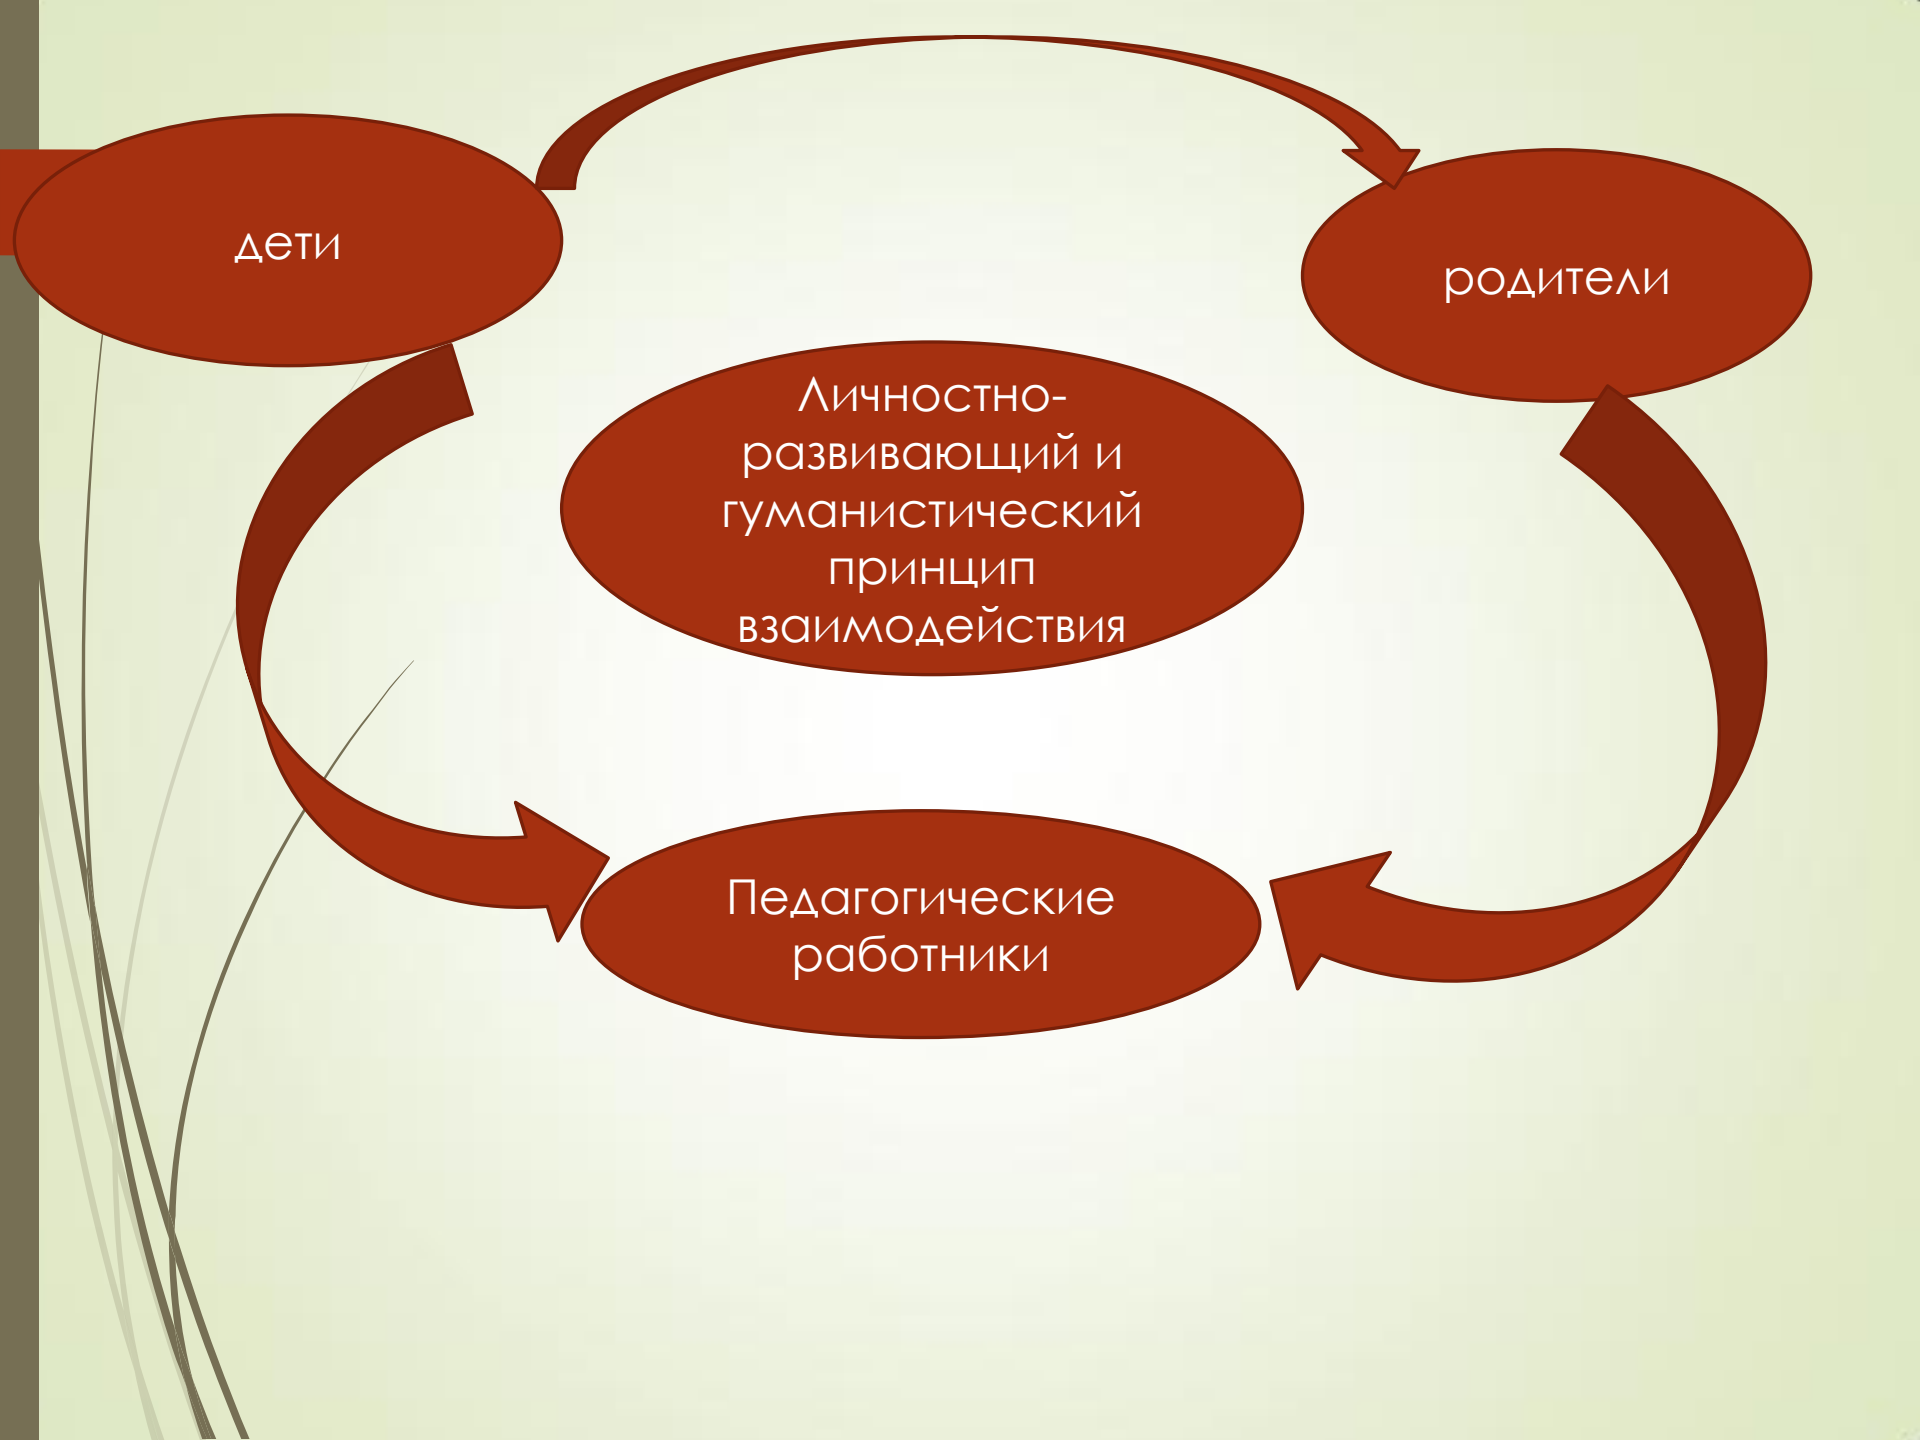 дети
родители
Личностно-
развивающий и
гуманистический
принцип
взаимодействия
Педагогические
работники